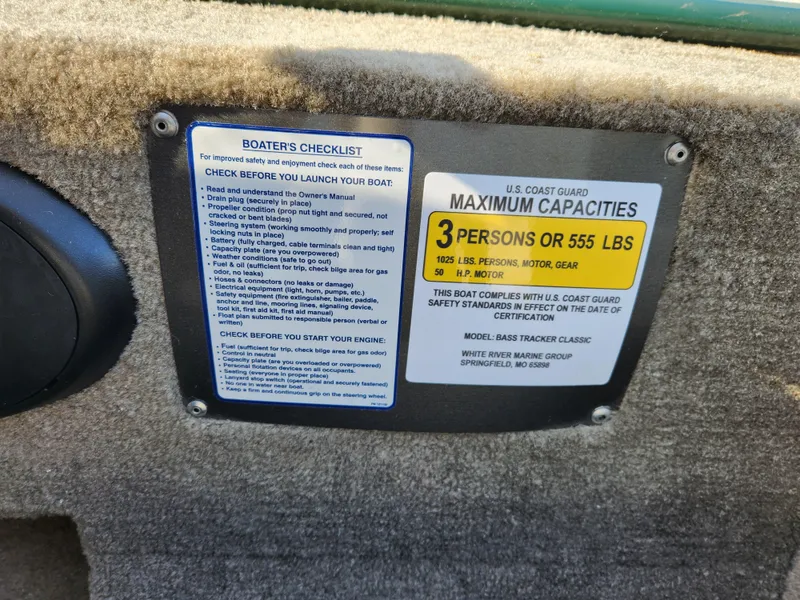 BOATER'S CHECKLIST
For improved safety and enjoyment check each of these items:
CHECK BEFORE YOU LAUNCH YOUR BOAT:
• Read and understand the Owner's Manual
• Drain plug (securely in place)
• Propeller condition (prop nut tight and secured, not
cracked or bent blades)
• Steering system (working smoothly and properly; self
locking nuts in place)
• Battery (fully charged, cable terminals clean and tight)
• Capacity plate (are you overpowered)
• Weather conditions (safe to go out)
• Fuel & oil (sufficient for trip, check bilge area for gas
odor, no leaks)
• Hoses & connectors (no leaks or damage)
• Electrical equipment (light, horn, pumps, etc.)
• Safety equipment (fire extinguisher, bailer, paddle,
anchor and line, mooring lines, signaling device,
tool kit, first aid kit, first aid manual)
• Float plan submitted to responsible person (verbal or
written)
CHECK BEFORE YOU START YOUR ENGINE:
• Fuel (sufficient for trip, check bilge area for gas odor)
• Control in neutral
• Capacity plate (are you overloaded or overpowered)
• Personal flotation devices on all occupants.
• Seating (everyone in proper place)
• Lanyard stop switch (operational and securely fastened)
• No one in water near boat.
• Keep a firm and continuous grip on the steering wheel.
U.S. COAST GUARD
MAXIMUM CAPACITIES
3 PERSONS OR 555 LBS
1025 LBS. PERSONS, MOTOR, GEAR
50 H.P. MOTOR
THIS BOAT COMPLIES WITH U.S. COAST GUARD
SAFETY STANDARDS IN EFFECT ON THE DATE OF
CERTIFICATION
MODEL: BASS TRACKER CLASSIC
WHITE RIVER MARINE GROUP
SPRINGFIELD, MO 65898